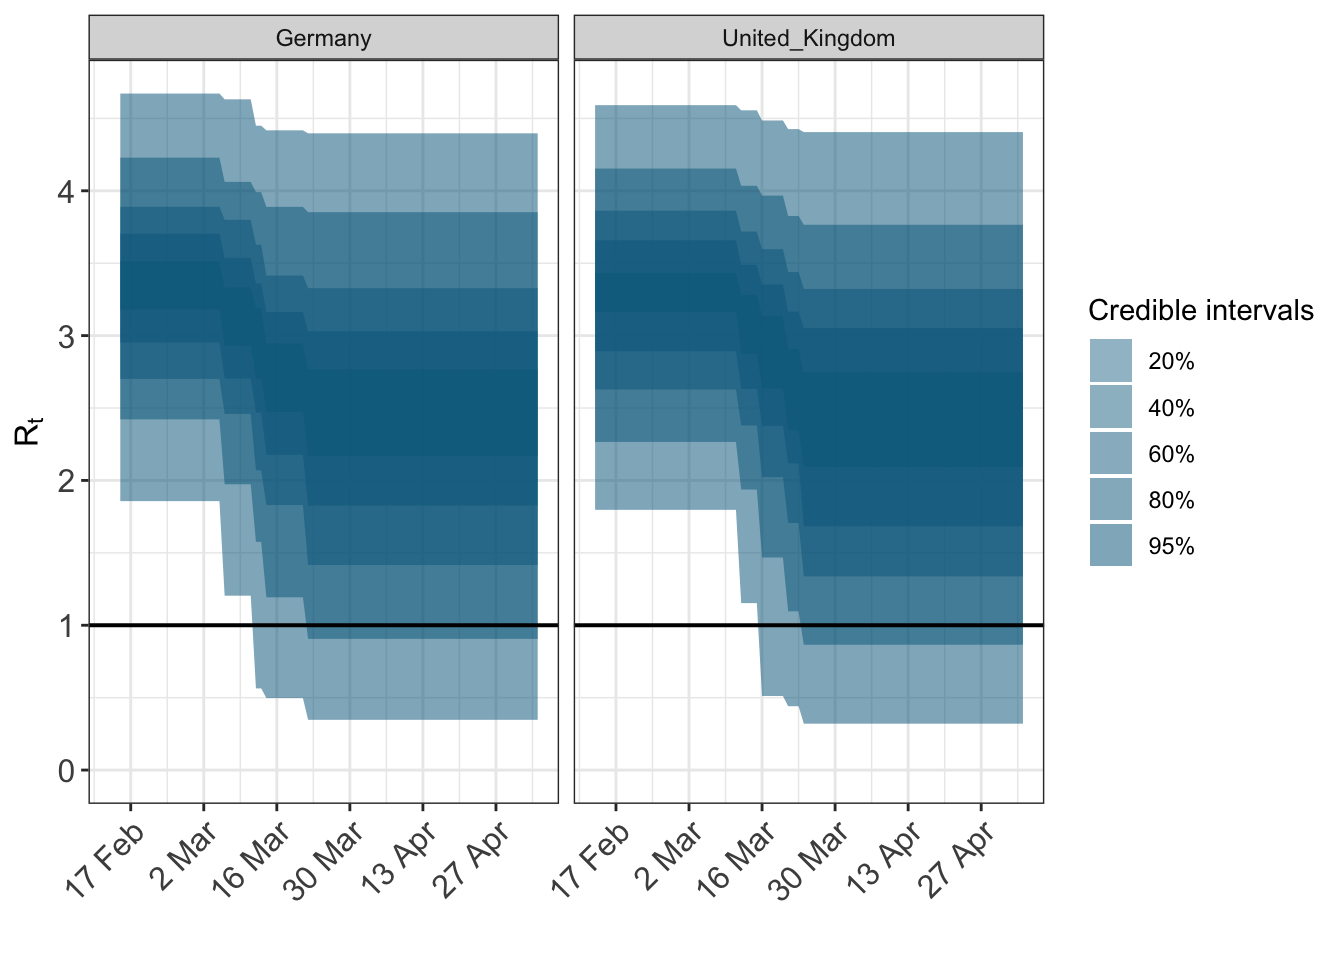 Germany
United_Kingdom
Rt
4
3
2
1
0
17 Feb
2 Mar
16 Mar
30 Mar
13 Apr
27 Apr
17 Feb
2 Mar
16 Mar
30 Mar
13 Apr
27 Apr
Credible intervals
20%
40%
60%
80%
95%